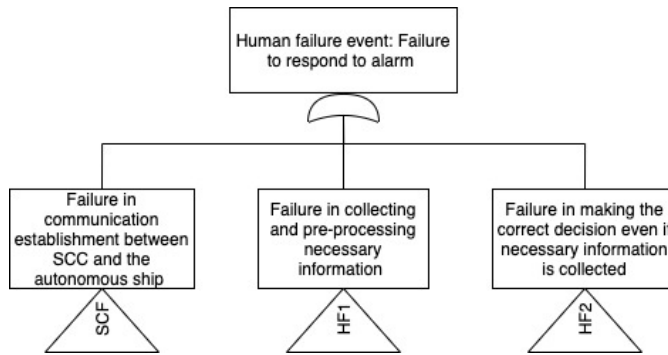 Human failure event: Failure
to respond to alarm
Failure in
communication
establishment between
SCC and the
autonomous ship
Failure in collecting
and pre-processing
necessary
information
Failure in making the
correct decision even if
necessary information
is collected
SCF
HF1
HF2